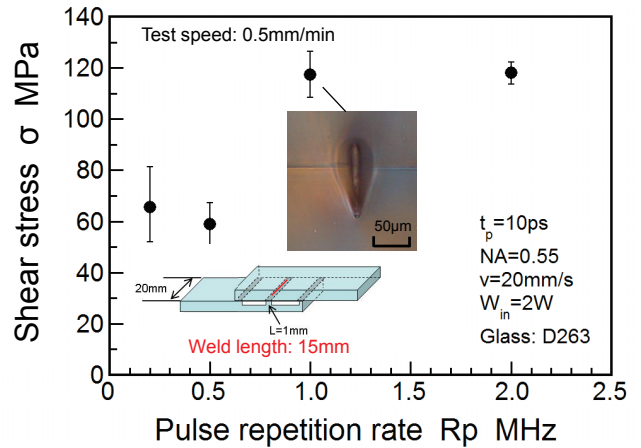 Test speed: 0.5mm/min
Shear stress σ MPa
140
120
100
80
60
40
20
0
50μm
tp=10ps
NA=0.55
v=20mm/s
Win=2W
Glass: D263
20mm
L=1mm
Weld length: 15mm
0 0.5 1.0 1.5 2.0 2.5
Pulse repetition rate Rp MHz